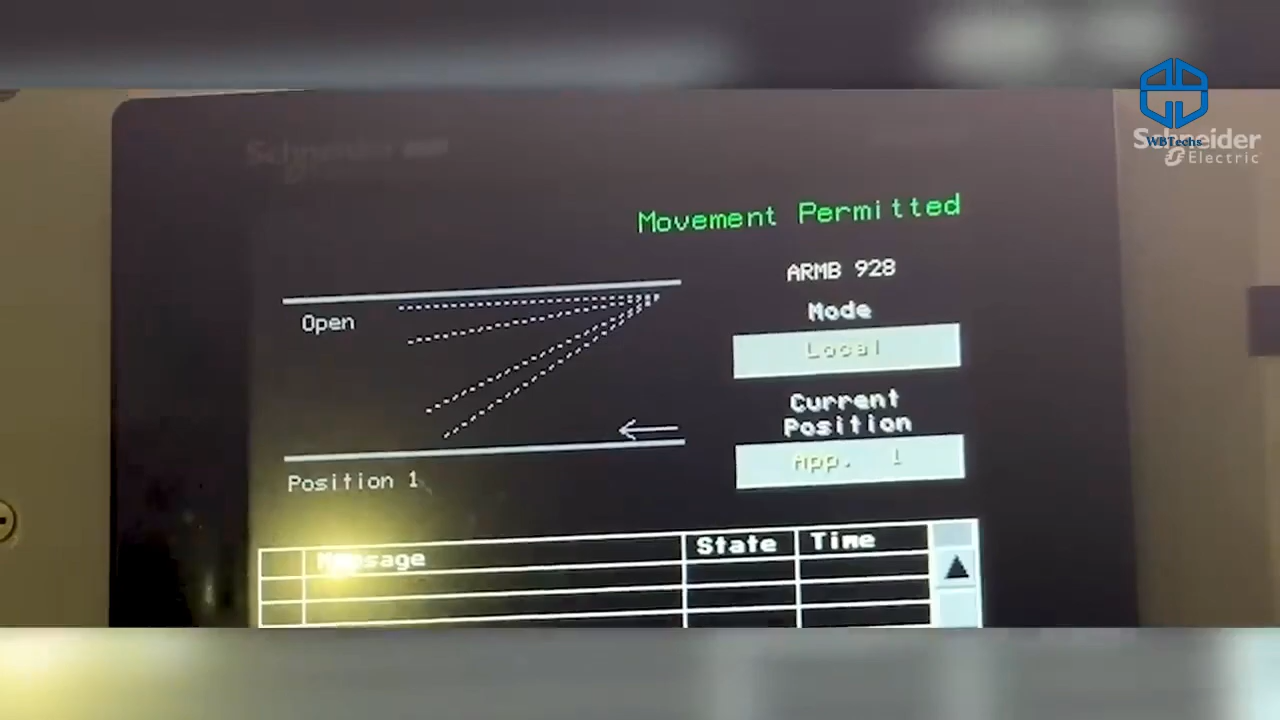 Schneider
Electric
WBTechs
Schneider
Movement Permitted
ARMB 928
Mode
Local
Open
Current
Position
App. 1
Position 1
Message
State
Time